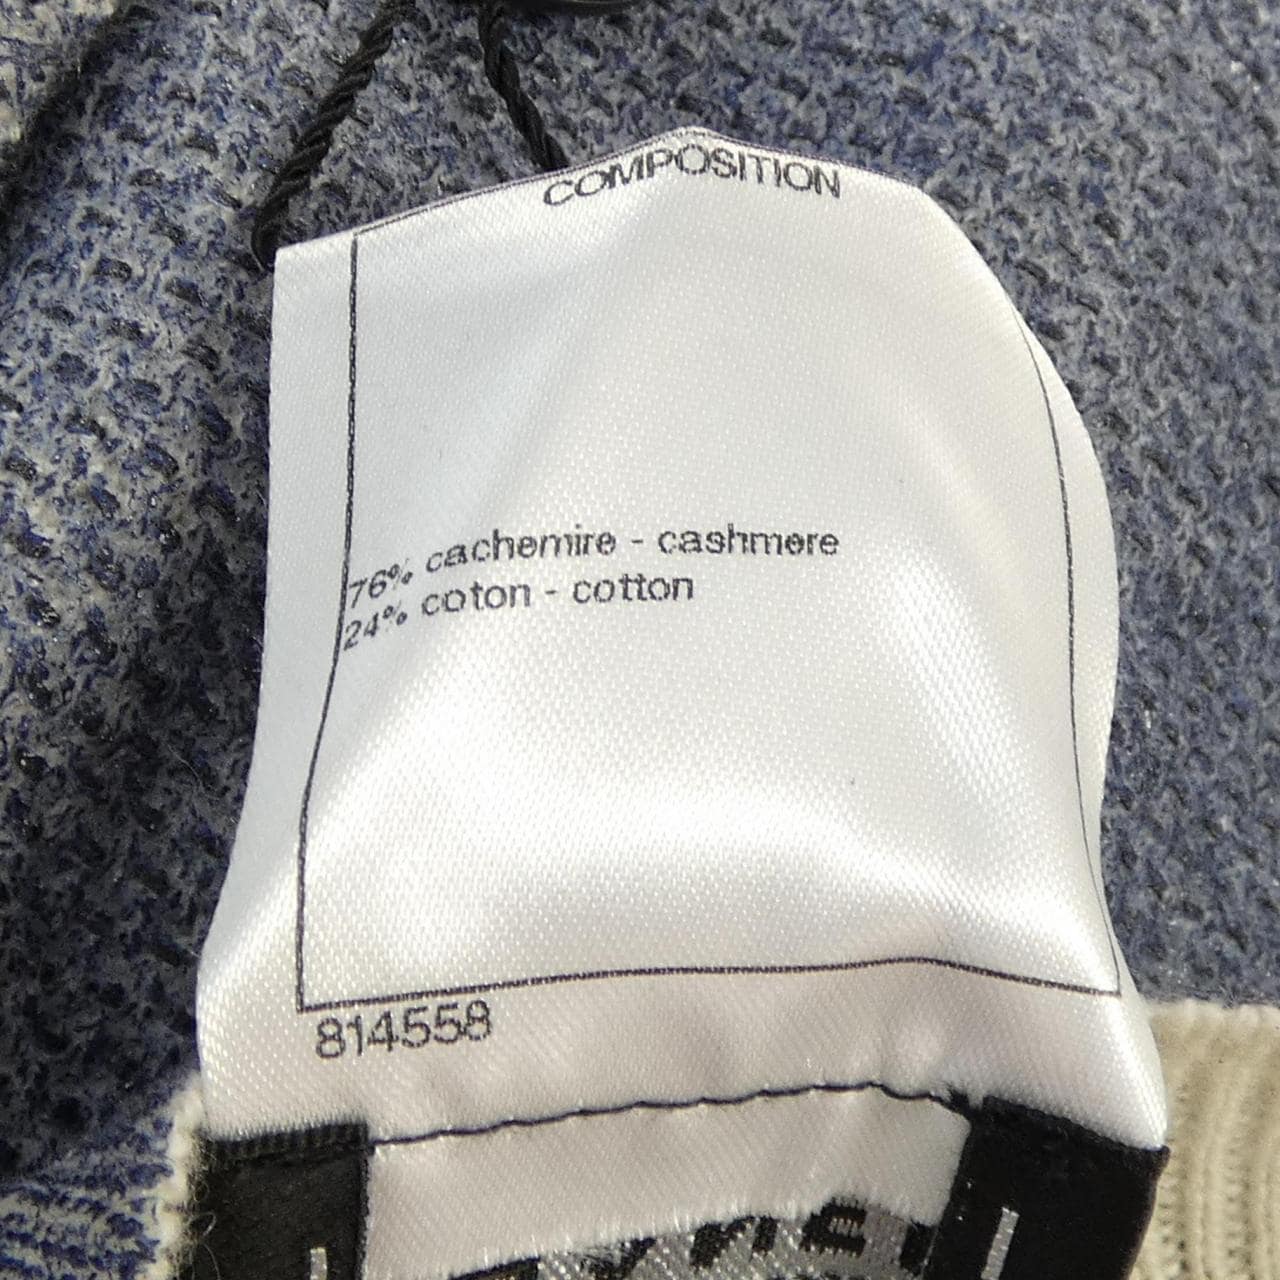 COMPOSITION
76% cachemire - cashmere
24% coton - cotton
814558